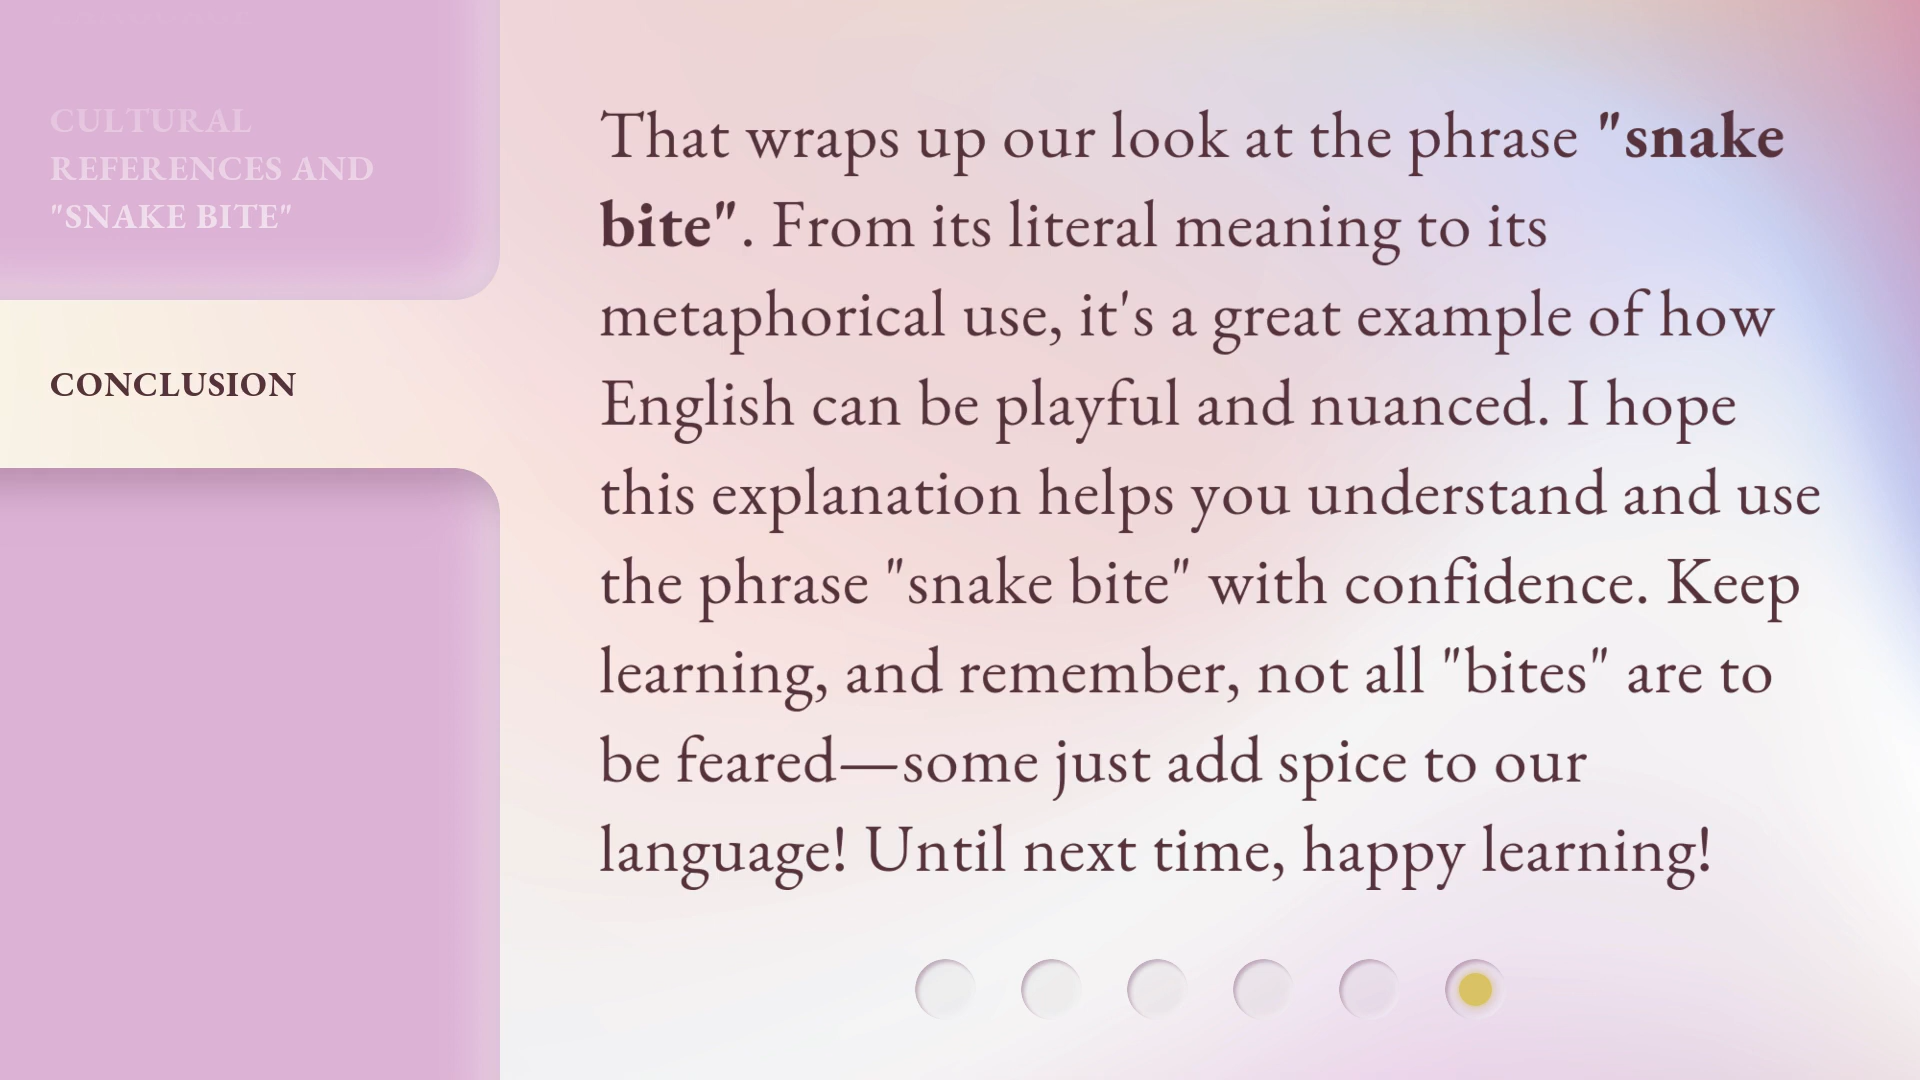 CULTURAL
REFERENCES AND
"SNAKE BITE"
CONCLUSION
That wraps up our look at the phrase "snake
bite". From its literal meaning to its
metaphorical use, it's a great example of how
English can be playful and nuanced. I hope
this explanation helps you understand and use
the phrase "snake bite" with confidence. Keep
learning, and remember, not all "bites" are to
be feared—some just add spice to our
language! Until next time, happy learning!